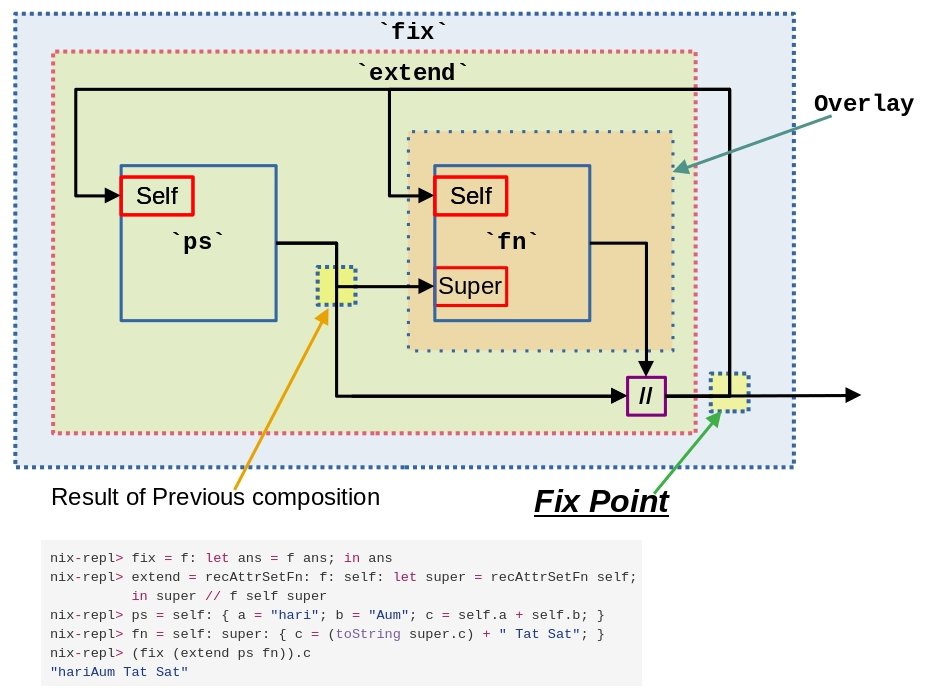 `fix`
`extend`
Overlay
Self
Self
`ps`
`fn`
Super
//
Result of Previous composition
Fix Point
nix-repl> fix = f: let ans = f ans; in ans
nix-repl> extend = recAttrSetFn: f: self: let super = recAttrSetFn self;
in super // f self super
nix-repl> ps = self: { a = "hari"; b = "Aum"; c = self.a + self.b; }
nix-repl> fn = self: super: { c = (toString super.c) + " Tat Sat"; }
nix-repl> (fix (extend ps fn)).c
"hariAum Tat Sat"